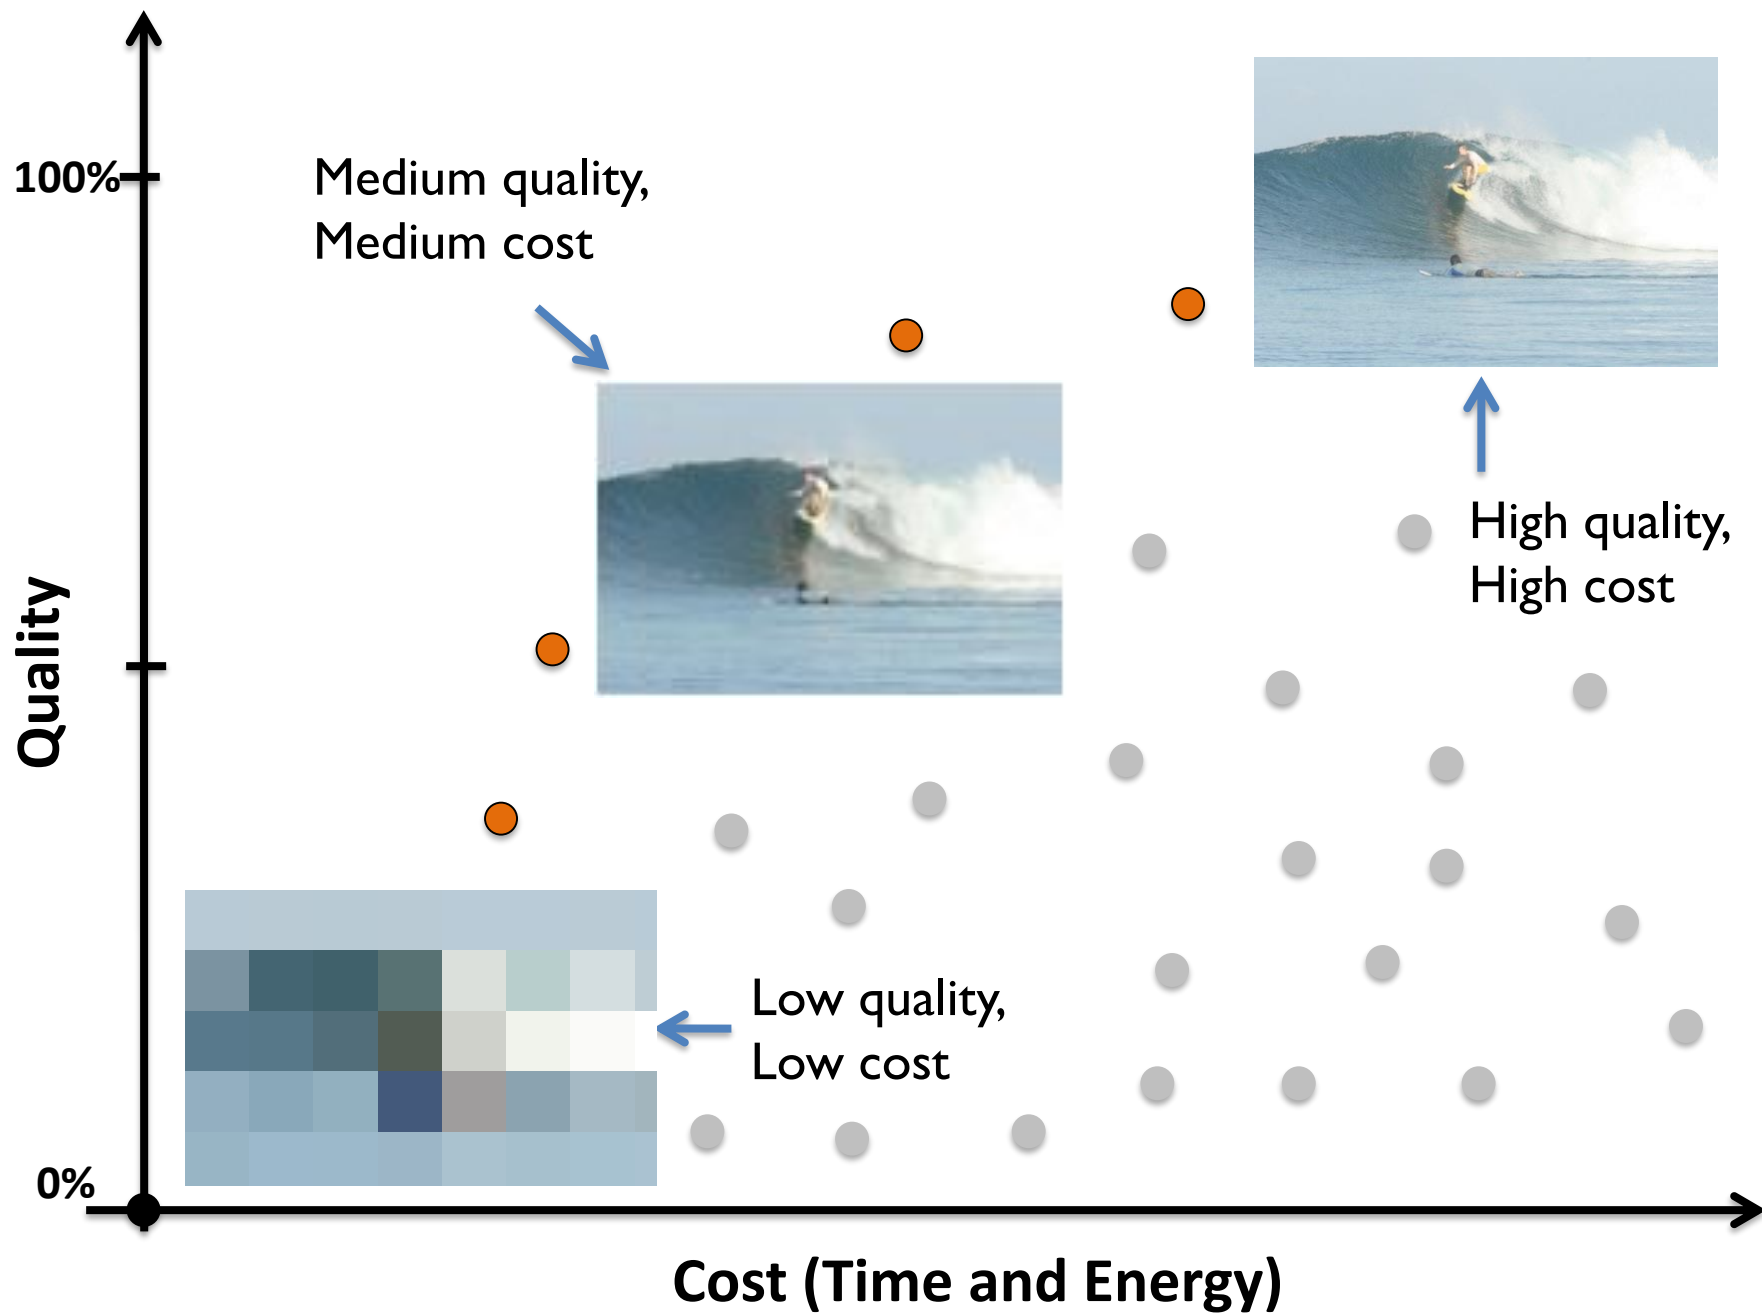 100%
Medium quality,
Medium cost
High quality,
High cost
Quality
Low quality,
Low cost
0%
Cost (Time and Energy)